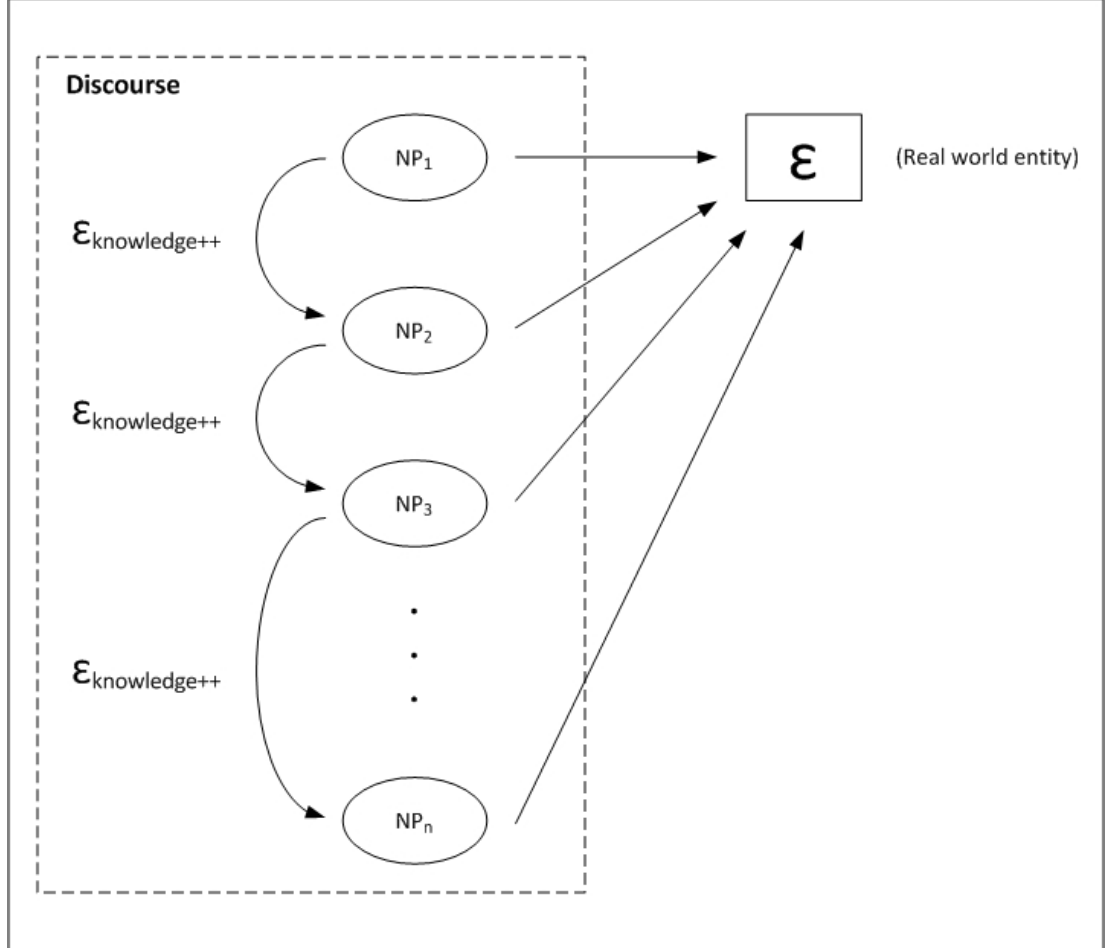 Discourse
NP₁
ε
(Real world entity)
εknowledge++
NP₂
εknowledge++
NP₃
.
.
.
εknowledge++
NPₙ